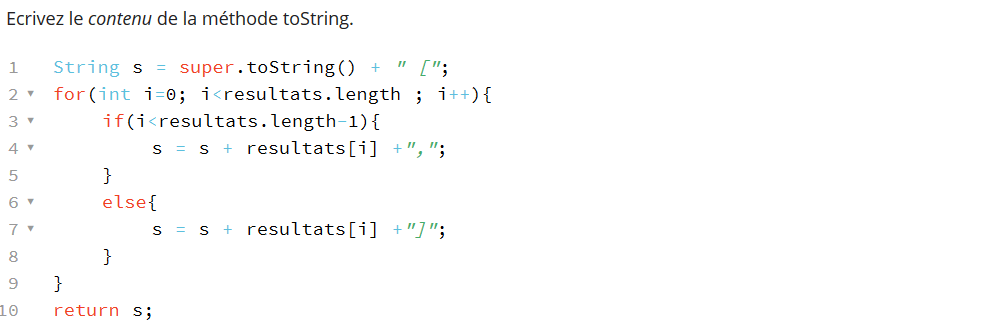 Ecrivez le contenu de la méthode toString.
1 String s = super.toString() + " [";
2 for(int i=0; i<resultats.length ; i++){
3 if(i<resultats.length-1){
4 s = s + resultats[i] +",";
5 }
6 else{
7 s = s + resultats[i] +"]";
8 }
9 }
10 return s;